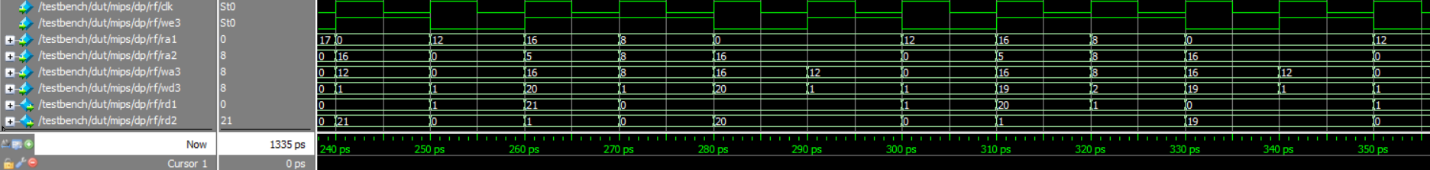 /testbench/dut/mips/dp/rf/clk St0
/testbench/dut/mips/dp/rf/we3 St0
/testbench/dut/mips/dp/rf/ra1 0 17 0 12 16 8 0 12 16 8 0 12
/testbench/dut/mips/dp/rf/ra2 8 0 16 0 5 8 16 0 5 8 16 0
/testbench/dut/mips/dp/rf/wa3 8 0 12 0 16 8 16 12 0 16 8 16 12 0
/testbench/dut/mips/dp/rf/wd3 8 0 1 1 20 1 20 1 1 19 2 19 1 1
/testbench/dut/mips/dp/rf/rd1 0 0 1 21 0 1 20 1 0 1
/testbench/dut/mips/dp/rf/rd2 21 0 21 0 1 0 20 0 1 19 0
Now 1335 ps 240 ps 250 ps 260 ps 270 ps 280 ps 290 ps 300 ps 310 ps 320 ps 330 ps 340 ps 350 ps
Cursor 1 0 ps